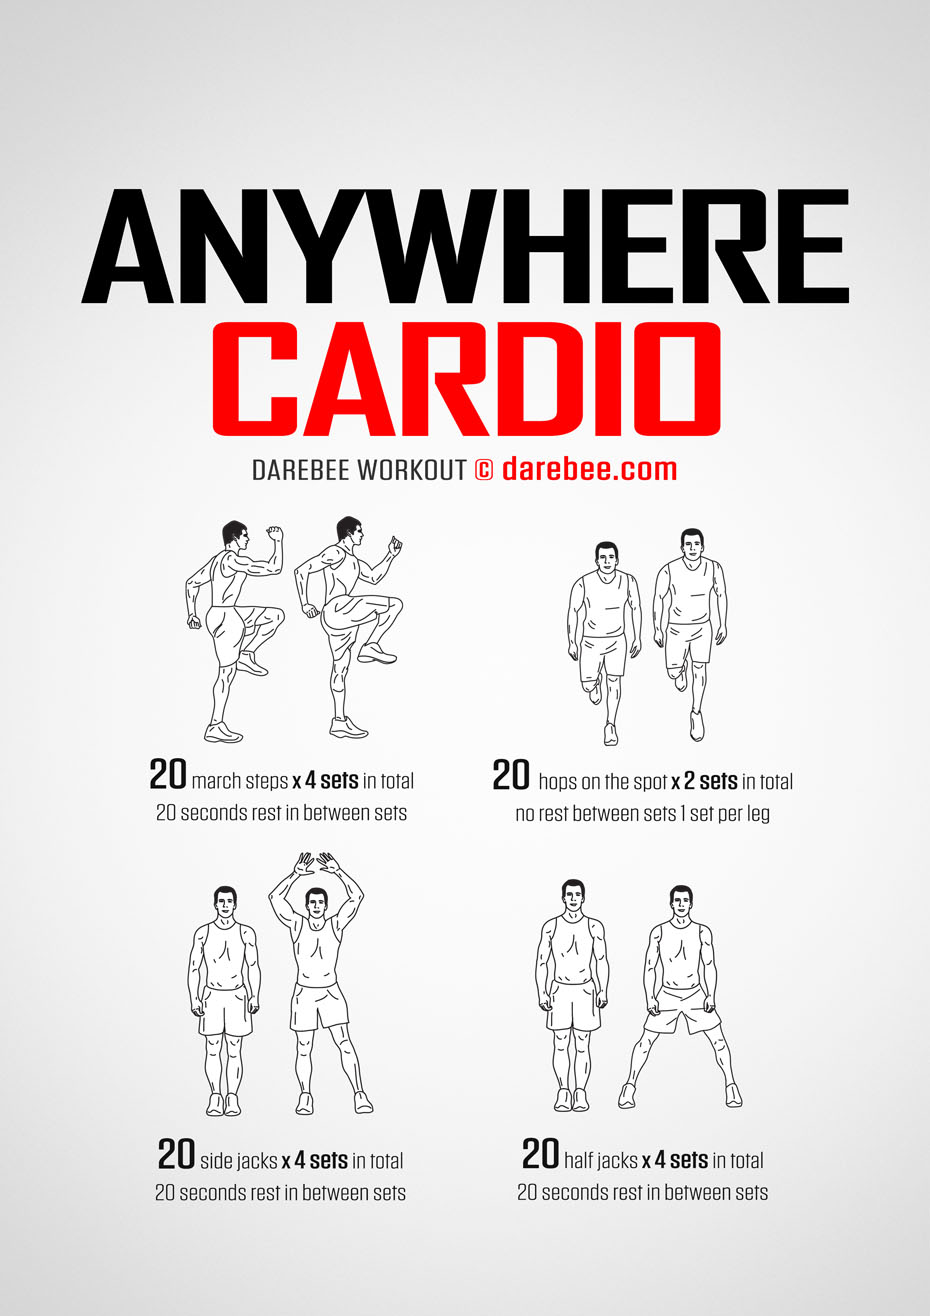 ANYWHERE
CARDIO
DAREBEE WORKOUT © darebee.com
20 march steps x 4 sets in total
20 seconds rest in between sets
20 hops on the spot x 2 sets in total
no rest between sets 1 set per leg
20 side jacks x 4 sets in total
20 seconds rest in between sets
20 half jacks x 4 sets in total
20 seconds rest in between sets